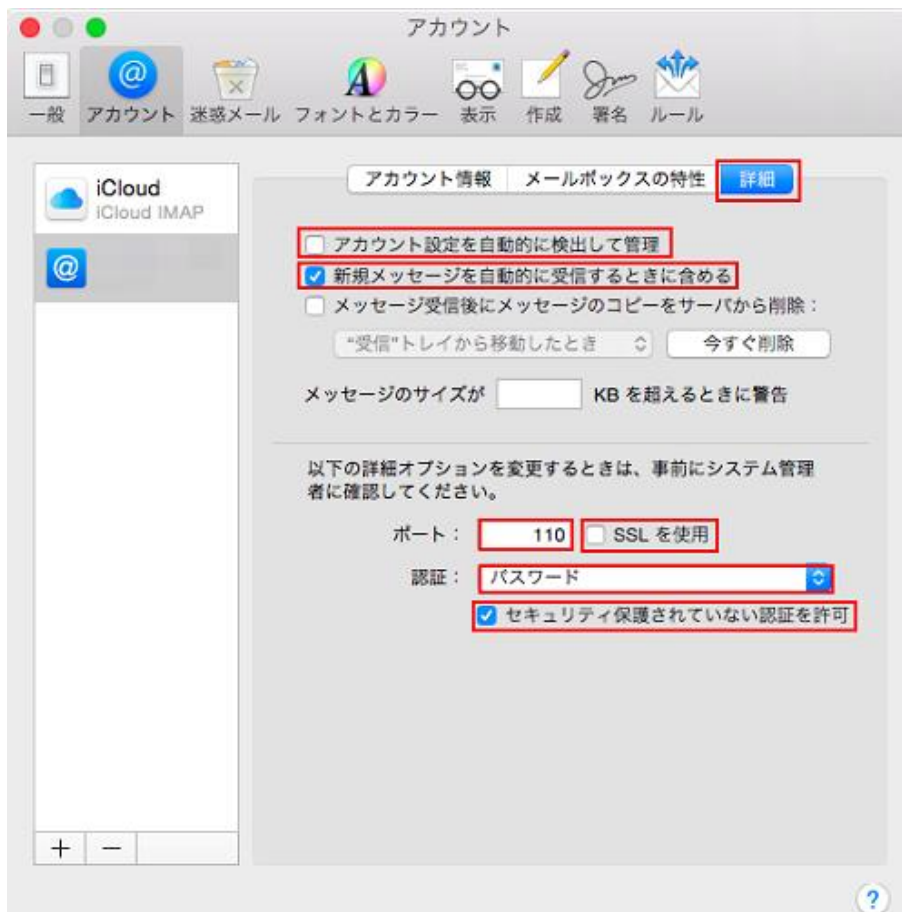 アカウント
一般 アカウント 迷惑メール フォントとカラー 表示 作成 署名 ルール
iCloud
iCloud IMAP
アカウント情報 メールボックスの特性 詳細
アカウント設定を自動的に検出して管理
新規メッセージを自動的に受信するときに含める
メッセージ受信後にメッセージのコピーをサーバから削除：
"受信"トレイから移動したとき 今すぐ削除
メッセージのサイズが KB を超えるときに警告
以下の詳細オプションを変更するときは、事前にシステム管理
者に確認してください。
ポート： 110 SSL を使用
認証： パスワード
セキュリティ保護されていない認証を許可